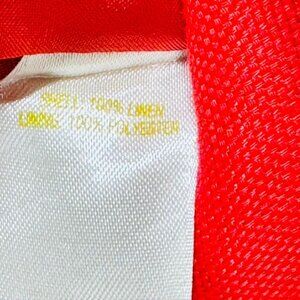 SHELL: 100% LINEN
LINING: 100% POLYESTER